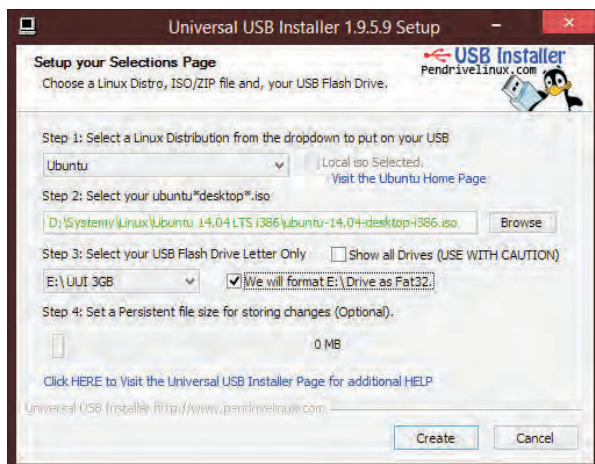 Universal USB Installer 1.9.5.9 Setup
Setup your Selections Page
Choose a Linux Distro, ISO/ZIP file and, your USB Flash Drive.
USB Installer
Pendrivelinux.com
Step 1: Select a Linux Distribution from the dropdown to put on your USB
Ubuntu
Local iso Selected.
Visit the Ubuntu Home Page
Step 2: Select your ubuntu*desktop*.iso
D:\Systemy\Linux\Ubuntu 14.04 LTS i386\ubuntu-14.04-desktop-i386.iso
Browse
Step 3: Select your USB Flash Drive Letter Only
Show all Drives (USE WITH CAUTION)
E:\ UUI 3GB
We will format E:\ Drive as Fat32.
Step 4: Set a Persistent file size for storing changes (Optional).
0 MB
Click HERE to Visit the Universal USB Installer Page for additional HELP
Universal USB Installer http://www.pendrivelinux.com
Create
Cancel